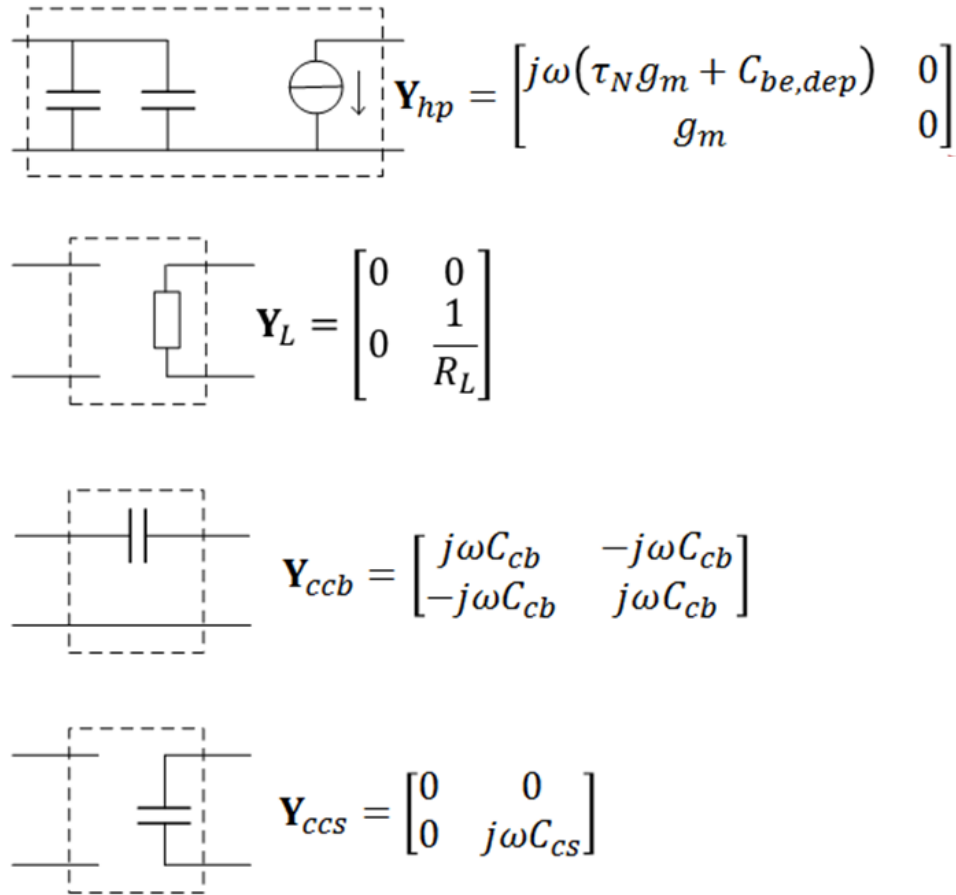 Y_hp = [jω(τ_N g_m + C_be,dep) 0
g_m 0]
Y_L = [0 0
0 1/R_L]
Y_ccb = [jωC_cb −jωC_cb
−jωC_cb jωC_cb]
Y_ccs = [0 0
0 jωC_cs]